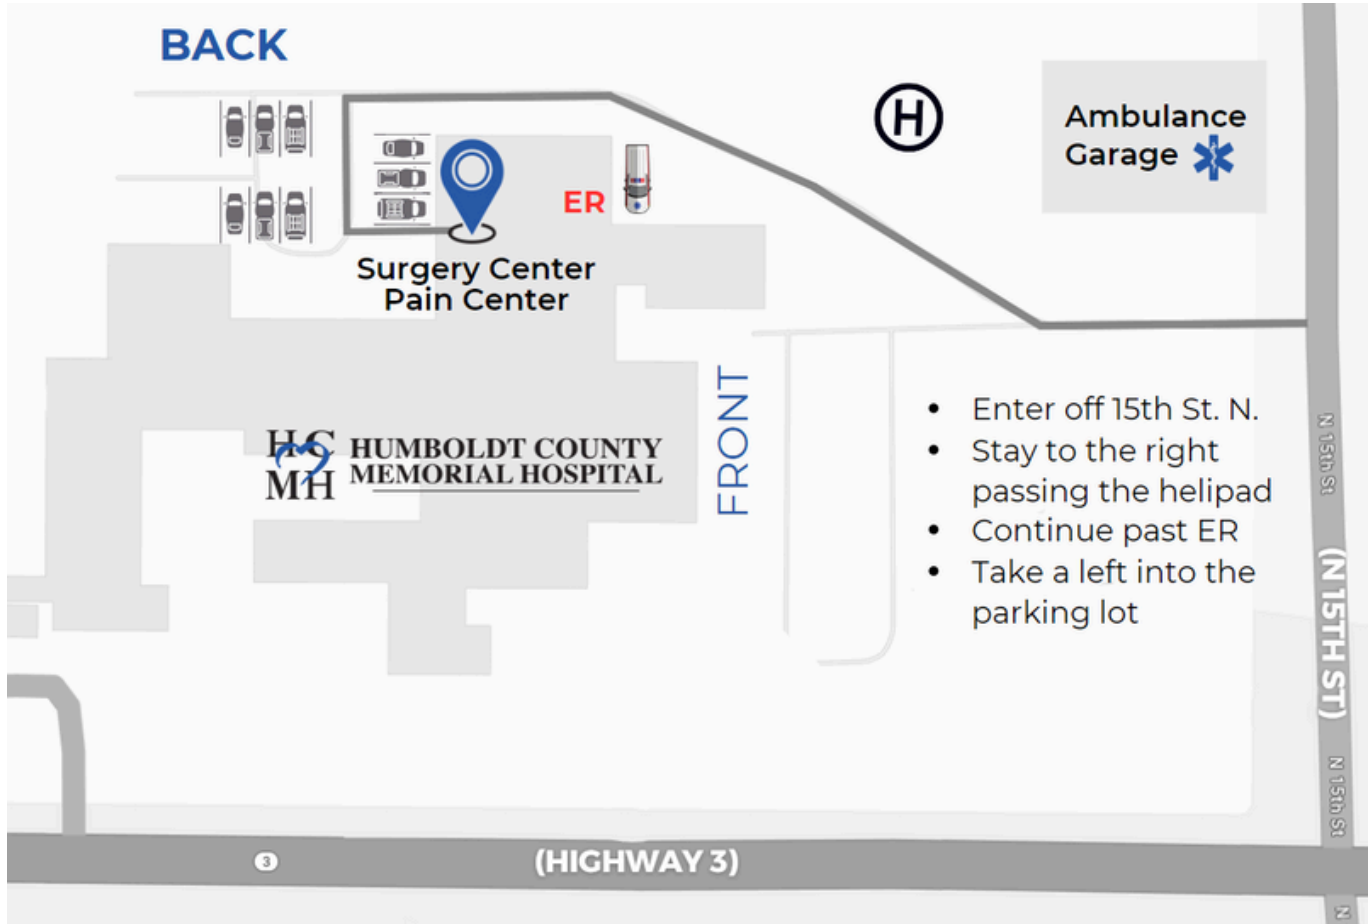 BACK
H
Ambulance
Garage
ER
Surgery Center
Pain Center
FRONT
HC
MH
HUMBOLDT COUNTY
MEMORIAL HOSPITAL
• Enter off 15th St. N.
• Stay to the right
passing the helipad
• Continue past ER
• Take a left into the
parking lot
N 15th St
(N 15TH ST)
N 15th St
3
(HIGHWAY 3)
N